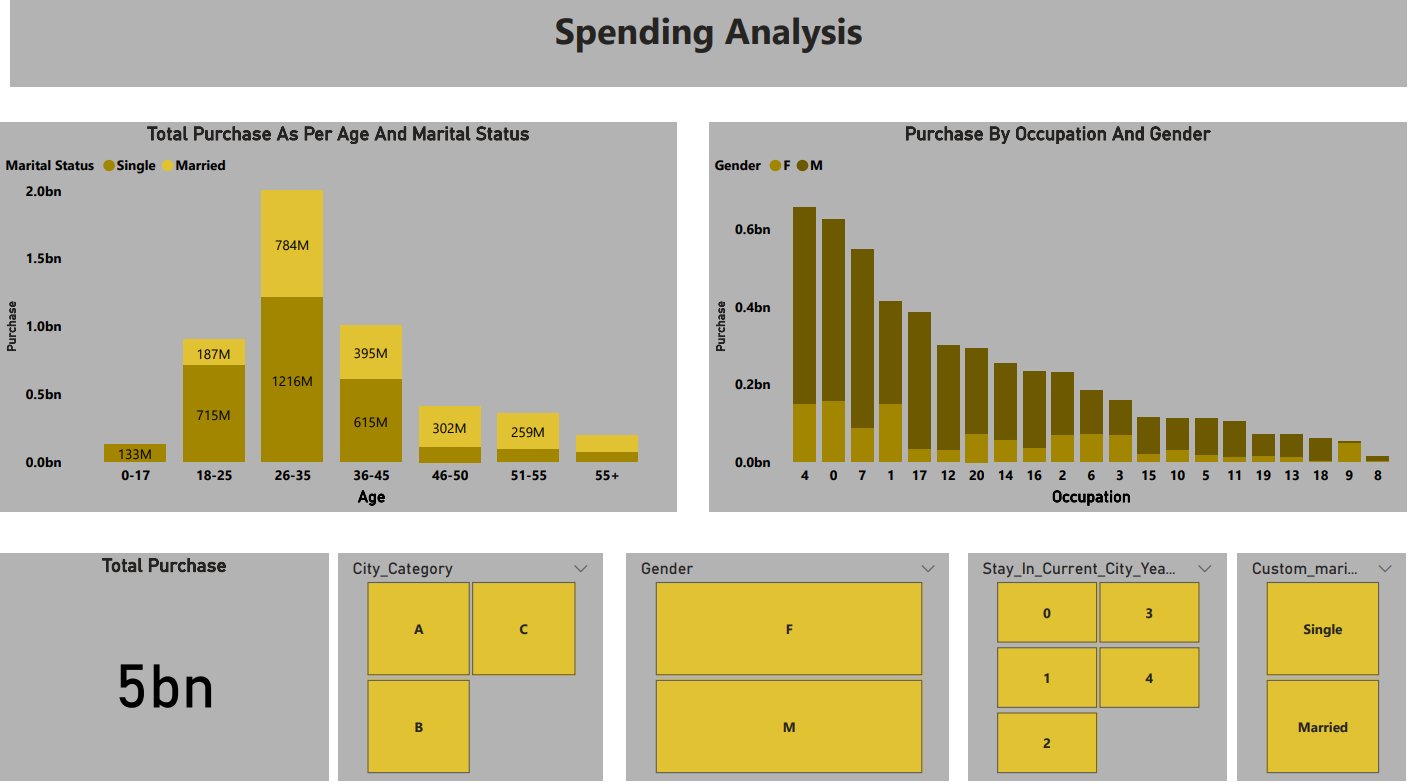 Spending Analysis
Total Purchase As Per Age And Marital Status
Marital Status Single Married
2.0bn
1.5bn
1.0bn
0.5bn
0.0bn
Purchase
784M
1216M
187M
715M
395M
615M
302M
259M
133M
0-17 18-25 26-35 36-45 46-50 51-55 55+
Age
Purchase By Occupation And Gender
Gender F M
0.6bn
0.4bn
0.2bn
0.0bn
Purchase
4 0 7 1 17 12 20 14 16 2 6 3 15 10 5 11 19 13 18 9 8
Occupation
Total Purchase
5bn
City_Category
A C
B
Gender
F
M
Stay_In_Current_City_Yea...
0 3
1 4
2
Custom_mari...
Single
Married